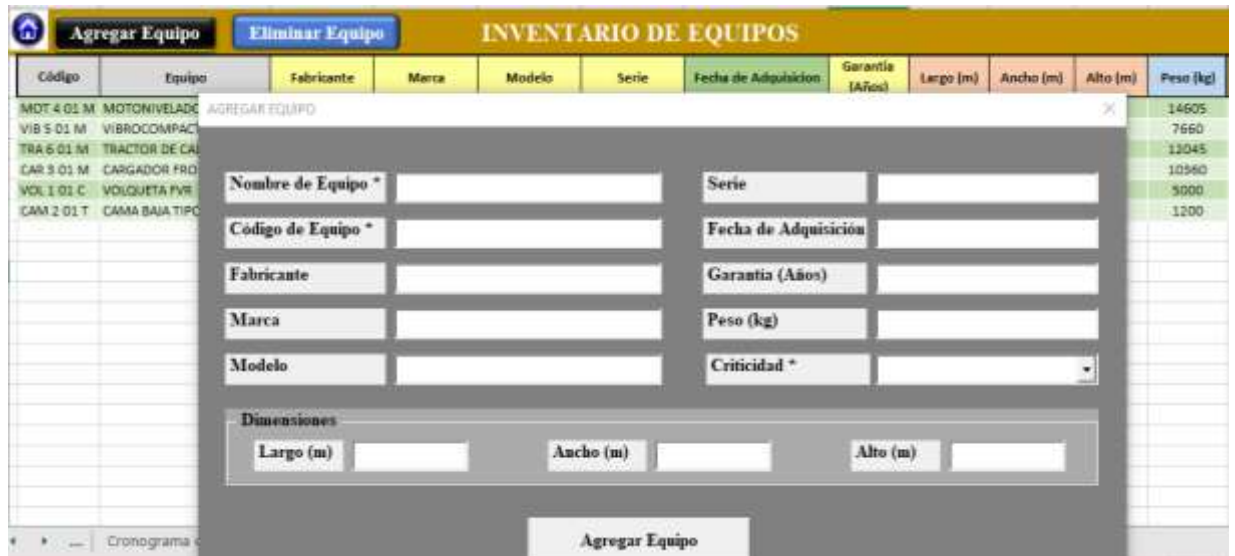 Agregar Equipo Eliminar Equipo INVENTARIO DE EQUIPOS
Código Equipo Fabricante Marca Modelo Serie Fecha de Adquisicion Garantía (Años) Largo (m) Ancho (m) Alto (m) Peso (kg)
MOT 4 01 M MOTONIVELADO 14605
VIB 5 01 M VIBROCOMPACT 7660
TRA 6 01 M TRACTOR DE CA 12045
CAR 3 01 M CARGADOR FRO 10360
VOL 1 01 C VOLQUETA FVR 5000
CAM 2 01 T CAMA BAJA TIPO 1200
AGREGAR EQUIPO
Nombre de Equipo * Serie
Código de Equipo * Fecha de Adquisición
Fabricante Garantía (Años)
Marca Peso (kg)
Modelo Criticidad *
Dimensiones
Largo (m) Ancho (m) Alto (m)
Agregar Equipo
... Cronograma